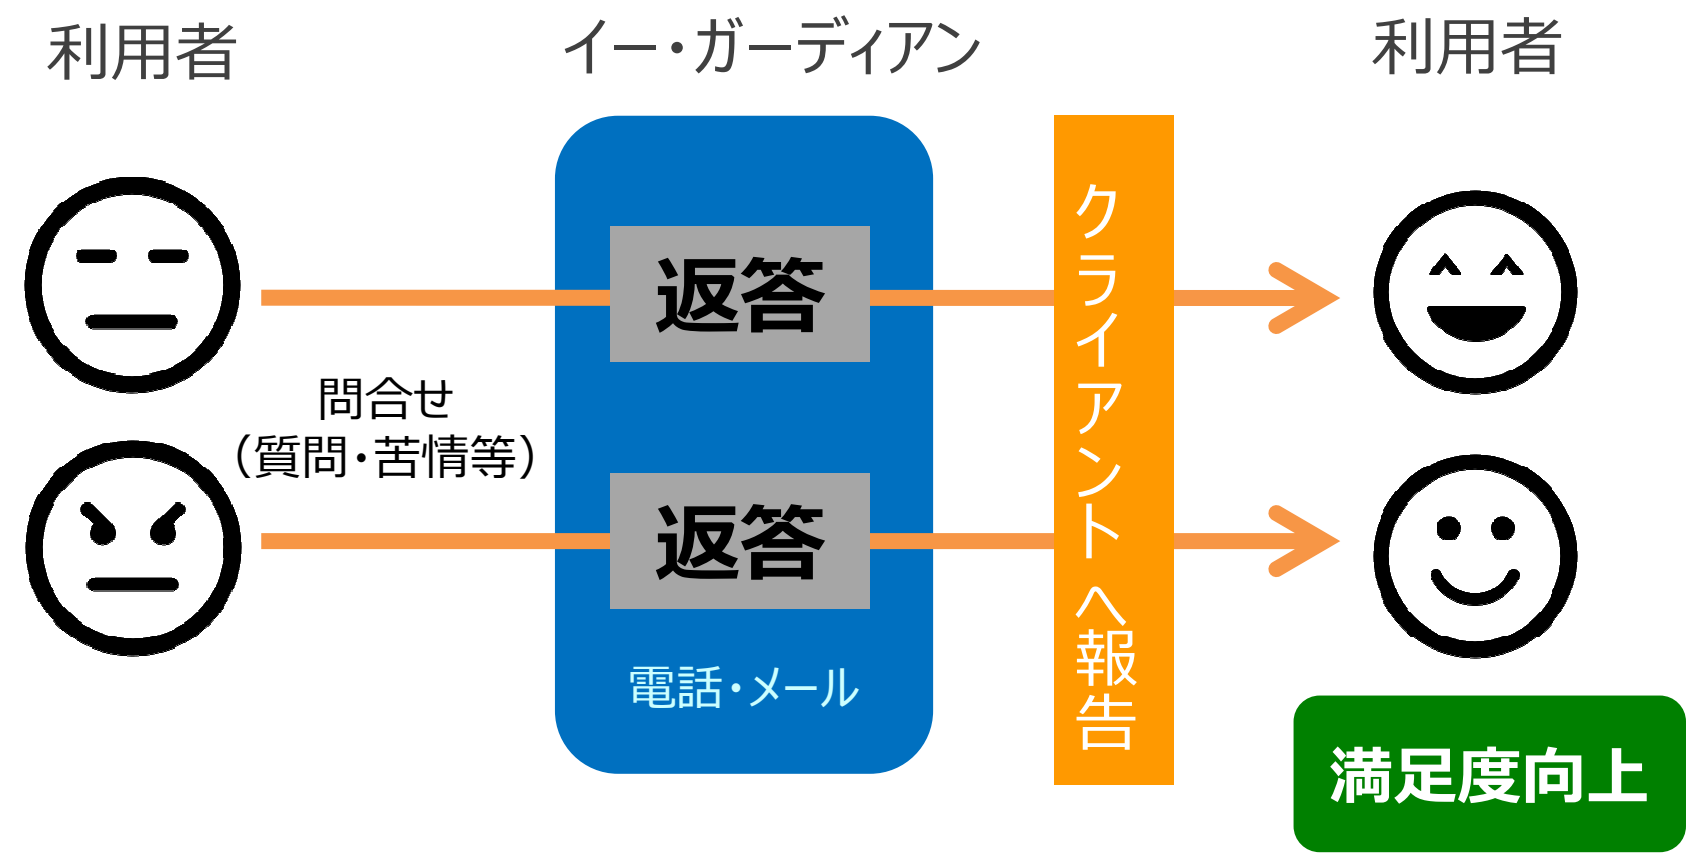 利用者
イー・ガーディアン
利用者
返答
問合せ
（質問・苦情等）
返答
電話・メール
クライアントへ報告
満足度向上